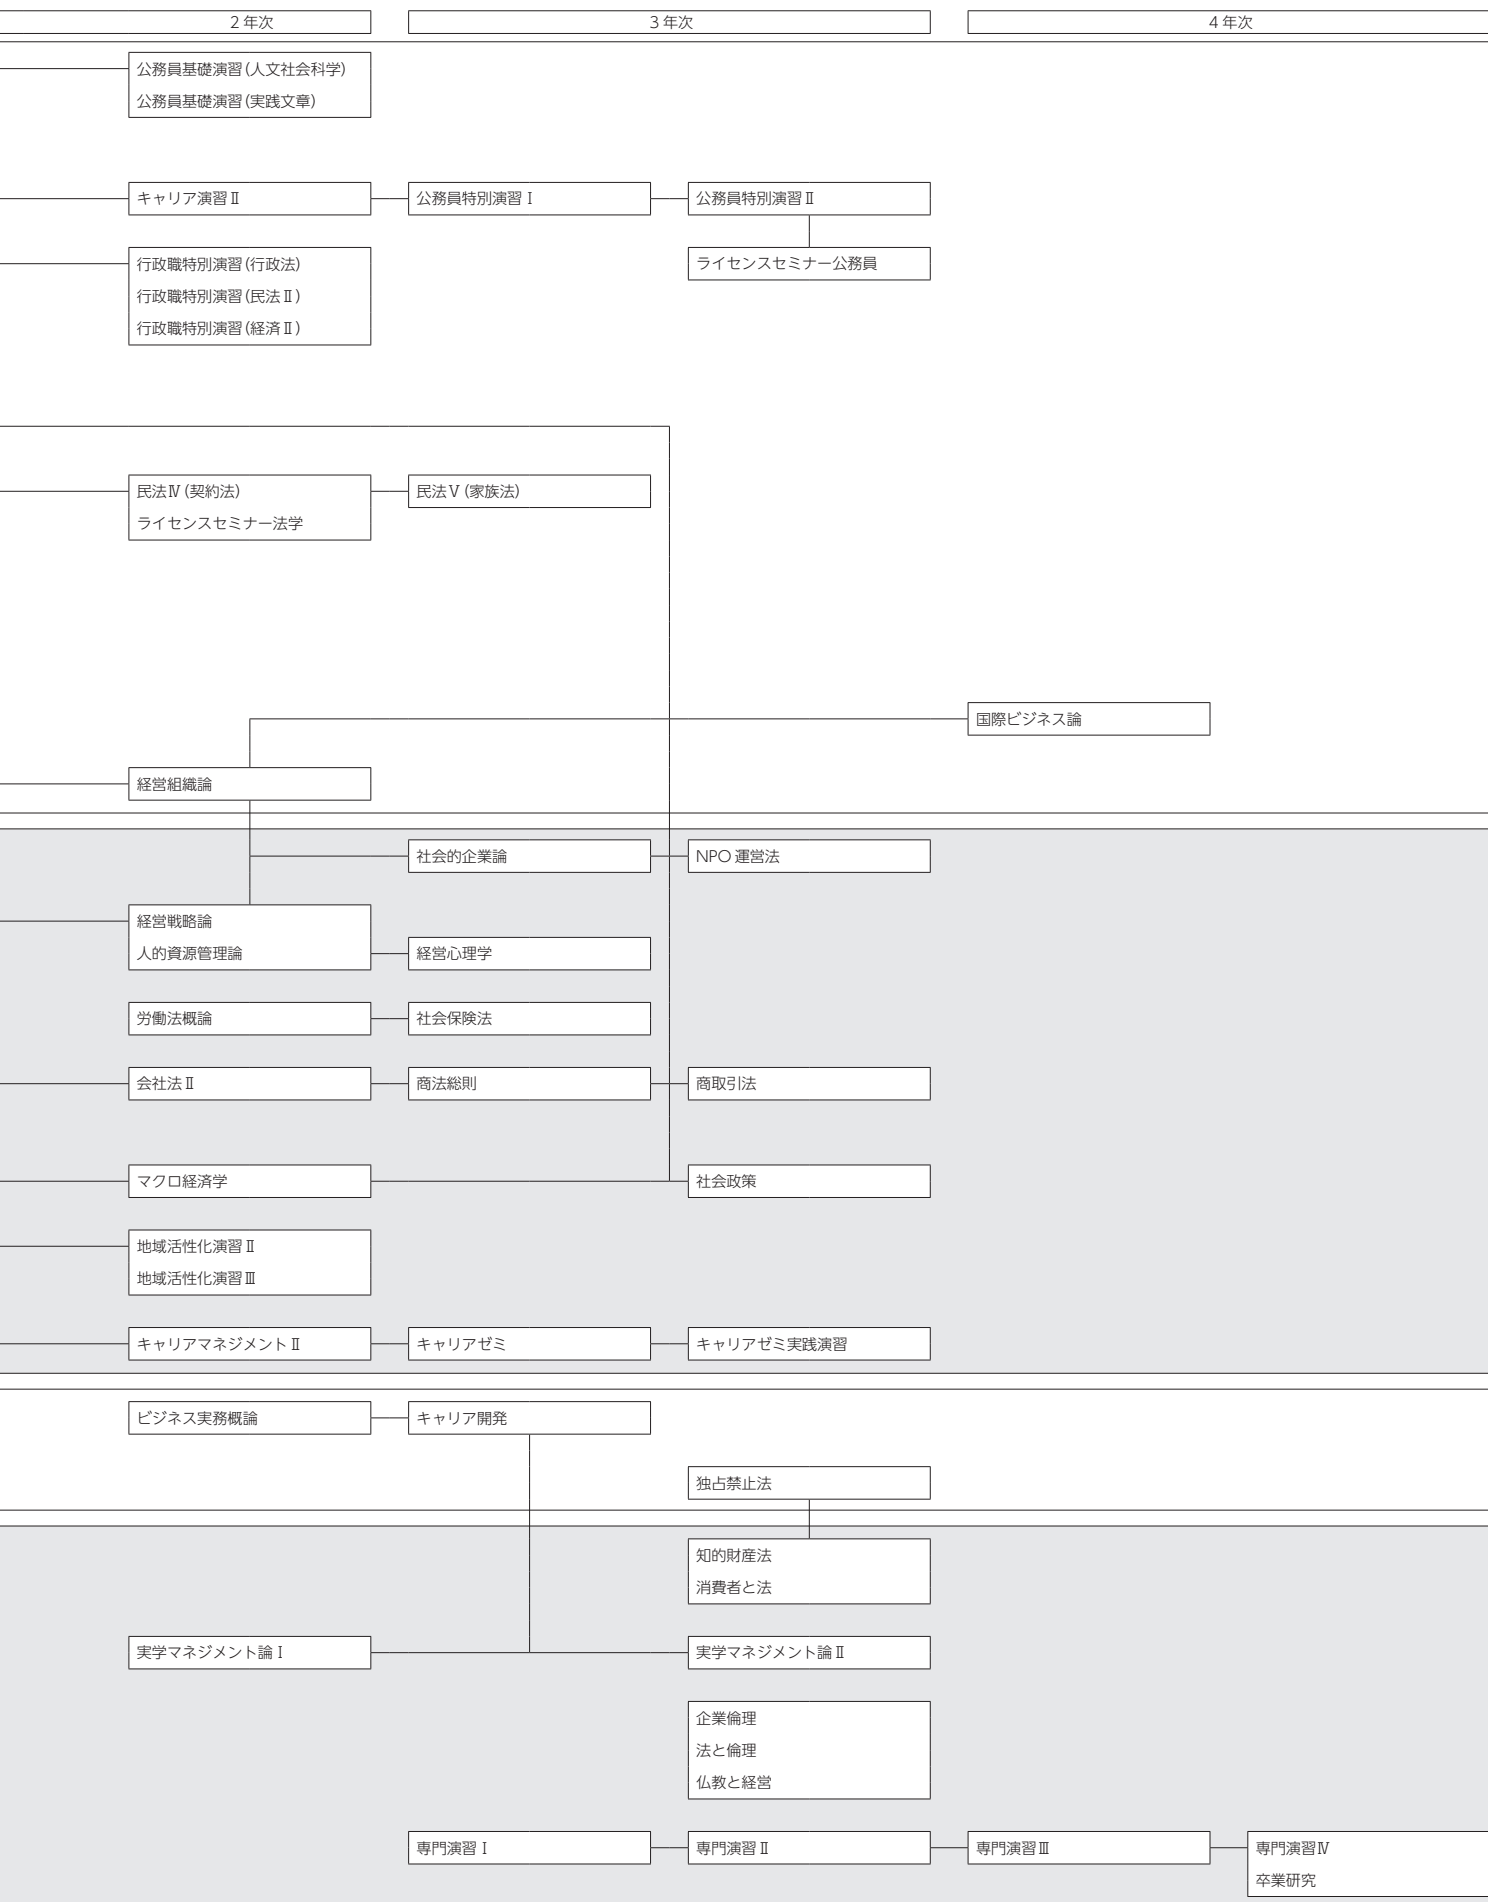 2 年次
3 年次
4 年次
公務員基礎演習(人文社会科学)
公務員基礎演習(実践文章)
キャリア演習Ⅱ
公務員特別演習Ⅰ
公務員特別演習Ⅱ
行政職特別演習(行政法)
ライセンスセミナー公務員
行政職特別演習(民法Ⅱ)
行政職特別演習(経済Ⅱ)
民法Ⅳ(契約法)
民法Ⅴ(家族法)
ライセンスセミナー法学
国際ビジネス論
経営組織論
社会的企業論
NPO 運営法
経営戦略論
人的資源管理論
経営心理学
労働法概論
社会保険法
会社法Ⅱ
商法総則
商取引法
マクロ経済学
社会政策
地域活性化演習Ⅱ
地域活性化演習Ⅲ
キャリアマネジメントⅡ
キャリアゼミ
キャリアゼミ実践演習
ビジネス実務概論
キャリア開発
独占禁止法
知的財産法
消費者と法
実学マネジメント論Ⅰ
実学マネジメント論Ⅱ
企業倫理
法と倫理
仏教と経営
専門演習Ⅰ
専門演習Ⅱ
専門演習Ⅲ
専門演習Ⅳ
卒業研究